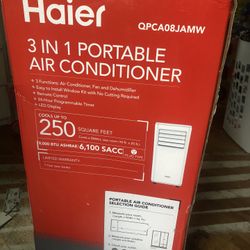 Haier
QPCA08JAMW
3 IN 1 PORTABLE
AIR CONDITIONER
• 3 Functions: Air Conditioner, Fan and Dehumidifier
• Easy to Install Window Kit with No Cutting Required
• Remote Control
• 24-Hour Programmable Timer
• LED Display
COOLS UP TO
250 SQUARE FEET
9,000 BTU ASHRAE 6,100 SACC
LIMITED WARRANTY
PORTABLE AIR CONDITIONER
SELECTION GUIDE